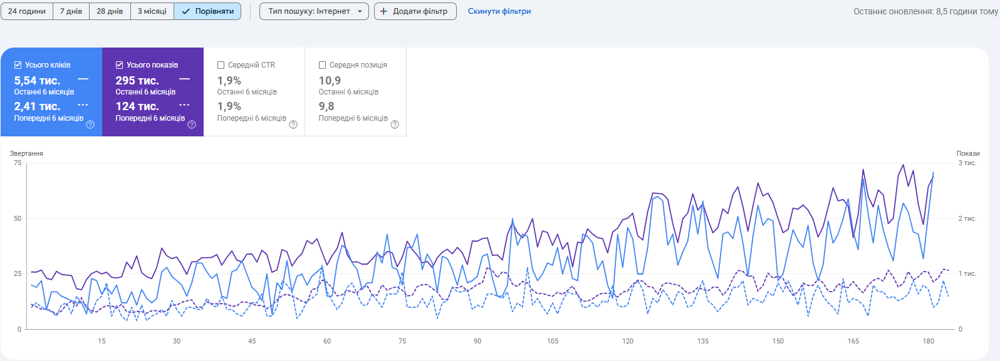 24 години 7 днів 28 днів 3 місяці Порівняти Тип пошуку: Інтернет Додати фільтр Скинути фільтри Останнє оновлення: 8,5 години тому
Усього кліків Усього показів Середній CTR Середня позиція
5,54 тис. 295 тис. 1,9% 10,9
Останні 6 місяців Останні 6 місяців Останні 6 місяців Останні 6 місяців
2,41 тис. 124 тис. 1,9% 9,8
Попередні 6 місяців Попередні 6 місяців Попередні 6 місяців Попередні 6 місяців
Звертання Покази
75 3 тис.
50 2 тис.
25 1 тис.
0 0
15 30 45 60 75 90 105 120 135 150 165 180